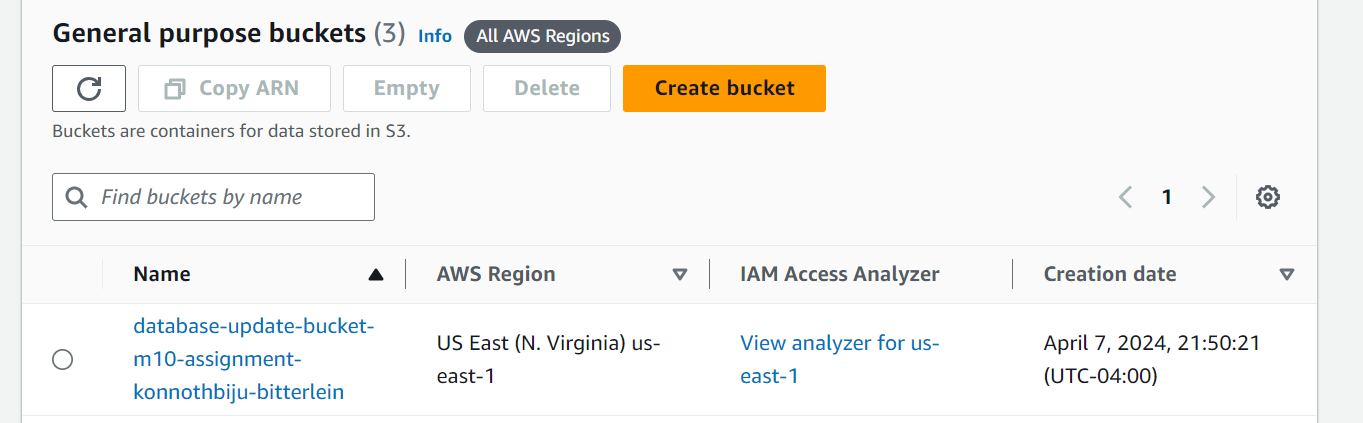 General purpose buckets (3) Info All AWS Regions
Copy ARN Empty Delete Create bucket
Buckets are containers for data stored in S3.
Find buckets by name
1
Name AWS Region IAM Access Analyzer Creation date
database-update-bucket-
m10-assignment-
konnothbiju-bitterlein
US East (N. Virginia) us-
east-1
View analyzer for us-
east-1
April 7, 2024, 21:50:21
(UTC-04:00)